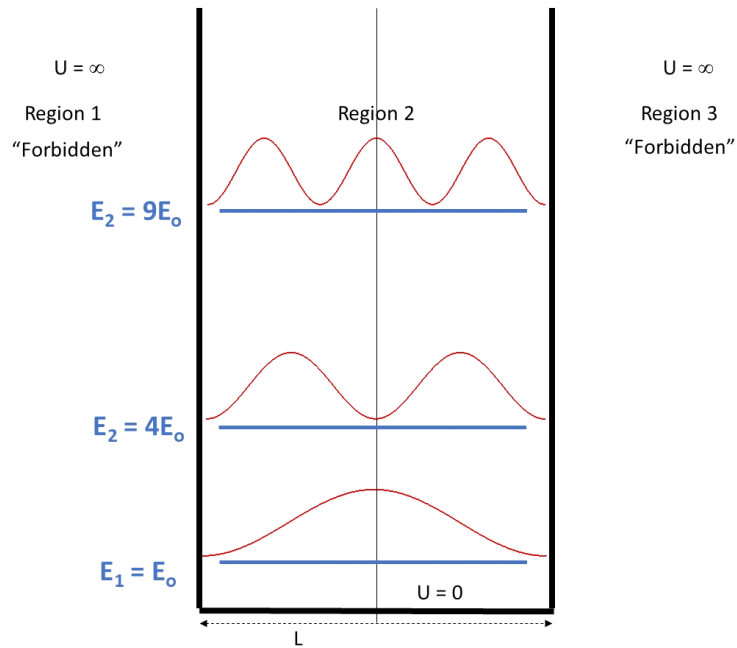 U = ∞
Region 1
“Forbidden”
Region 2
U = ∞
Region 3
“Forbidden”
E₂ = 9Eₒ
E₂ = 4Eₒ
E₁ = Eₒ
U = 0
L